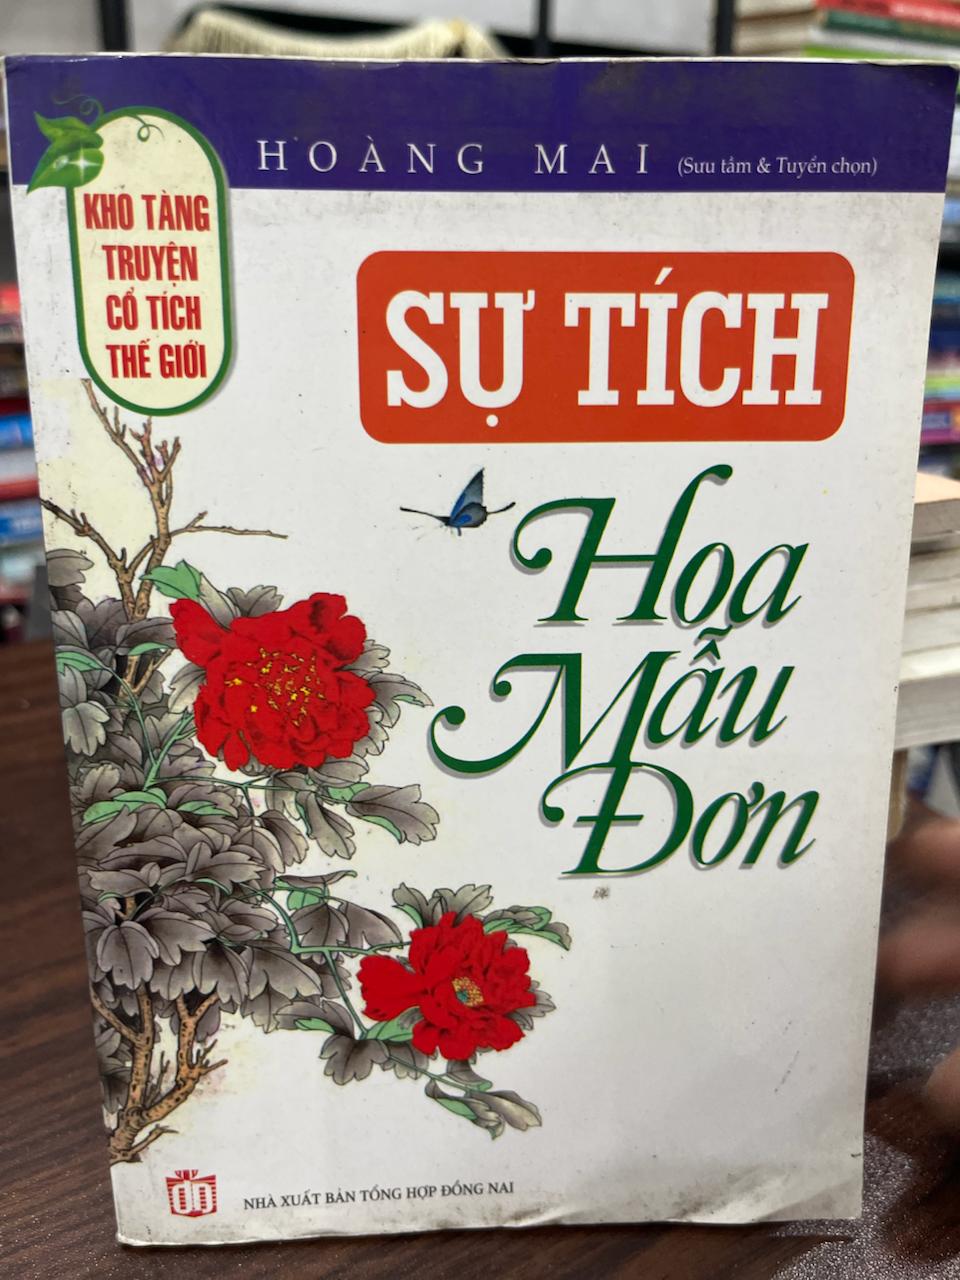 HOÀNG MAI (Sưu tầm & Tuyển chọn)
KHO TÀNG
TRUYỆN
CỔ TÍCH
THẾ GIỚI
SỰ TÍCH
Hoa
Mẫu
Đơn
ĐN
NHÀ XUẤT BẢN TỔNG HỢP ĐỒNG NAI